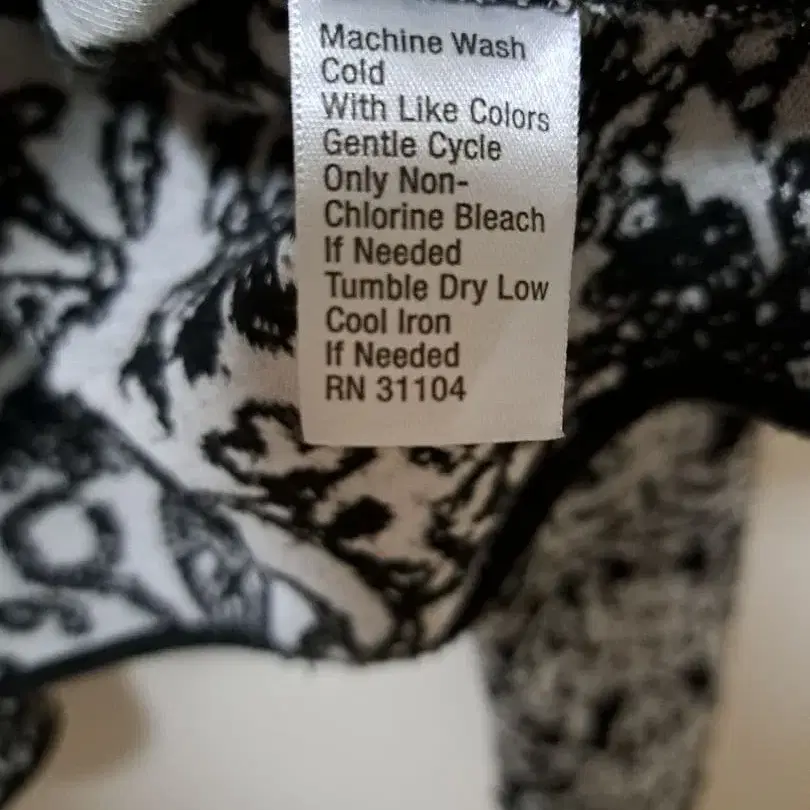 Machine Wash
Cold
With Like Colors
Gentle Cycle
Only Non-
Chlorine Bleach
If Needed
Tumble Dry Low
Cool Iron
If Needed
RN 31104